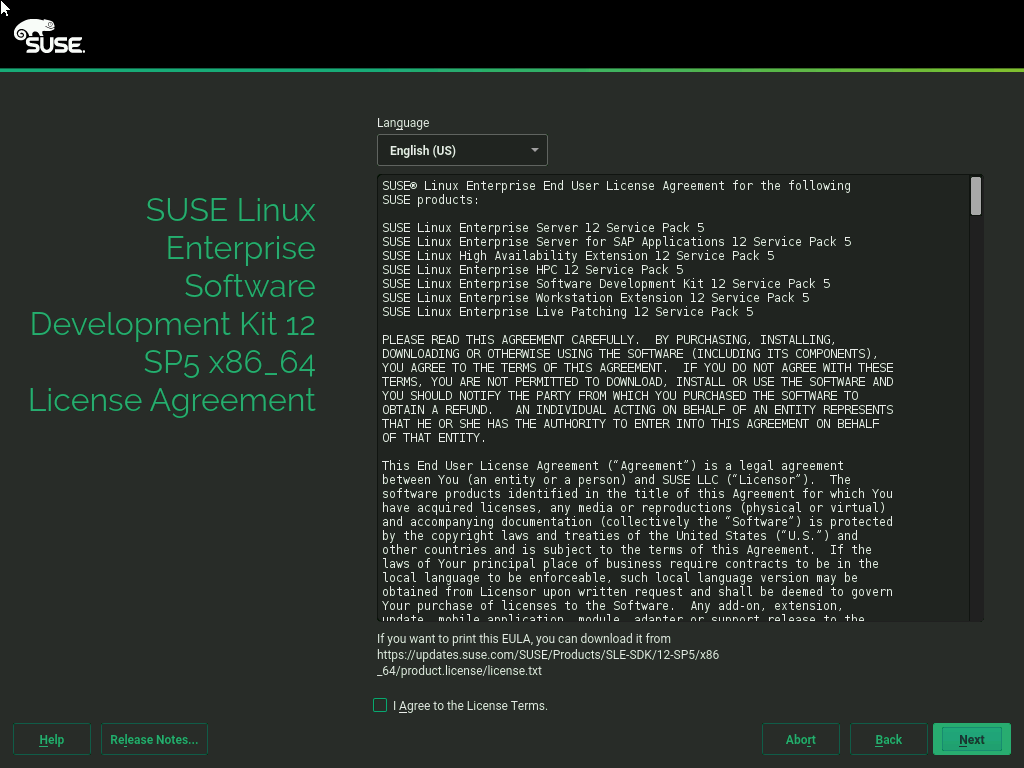 SUSE.
Language
English (US)
SUSE Linux
Enterprise
Software
Development Kit 12
SP5 x86_64
License Agreement
SUSE® Linux Enterprise End User License Agreement for the following
SUSE products:
SUSE Linux Enterprise Server 12 Service Pack 5
SUSE Linux Enterprise Server for SAP Applications 12 Service Pack 5
SUSE Linux High Availability Extension 12 Service Pack 5
SUSE Linux Enterprise HPC 12 Service Pack 5
SUSE Linux Enterprise Software Development Kit 12 Service Pack 5
SUSE Linux Enterprise Workstation Extension 12 Service Pack 5
SUSE Linux Enterprise Live Patching 12 Service Pack 5
PLEASE READ THIS AGREEMENT CAREFULLY.  BY PURCHASING, INSTALLING,
DOWNLOADING OR OTHERWISE USING THE SOFTWARE (INCLUDING ITS COMPONENTS),
YOU AGREE TO THE TERMS OF THIS AGREEMENT.  IF YOU DO NOT AGREE WITH THESE
TERMS, YOU ARE NOT PERMITTED TO DOWNLOAD, INSTALL OR USE THE SOFTWARE AND
YOU SHOULD NOTIFY THE PARTY FROM WHICH YOU PURCHASED THE SOFTWARE TO
OBTAIN A REFUND.   AN INDIVIDUAL ACTING ON BEHALF OF AN ENTITY REPRESENTS
THAT HE OR SHE HAS THE AUTHORITY TO ENTER INTO THIS AGREEMENT ON BEHALF
OF THAT ENTITY.
This End User License Agreement (“Agreement”) is a legal agreement
between You (an entity or a person) and SUSE LLC (“Licensor”).  The
software products identified in the title of this Agreement for which You
have acquired licenses, any media or reproductions (physical or virtual)
and accompanying documentation (collectively the “Software”) is protected
by the copyright laws and treaties of the United States (“U.S.”) and
other countries and is subject to the terms of this Agreement.  If the
laws of Your principal place of business require contracts to be in the
local language to be enforceable, such local language version may be
obtained from Licensor upon written request and shall be deemed to govern
Your purchase of licenses to the Software.  Any add-on, extension,
update, mobile application, module, adapter or support release to the
If you want to print this EULA, you can download it from
https://updates.suse.com/SUSE/Products/SLE-SDK/12-SP5/x86
_64/product.license/license.txt
I Agree to the License Terms.
Help
Release Notes...
Abort
Back
Next